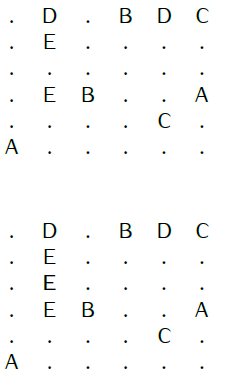 . D . B D C
. E . . . .
. . . . . .
. E B . . A
. . . . C .
A . . . . .
. D . B D C
. E . . . .
. E . . . .
. E B . . A
. . . . C .
A . . . . .